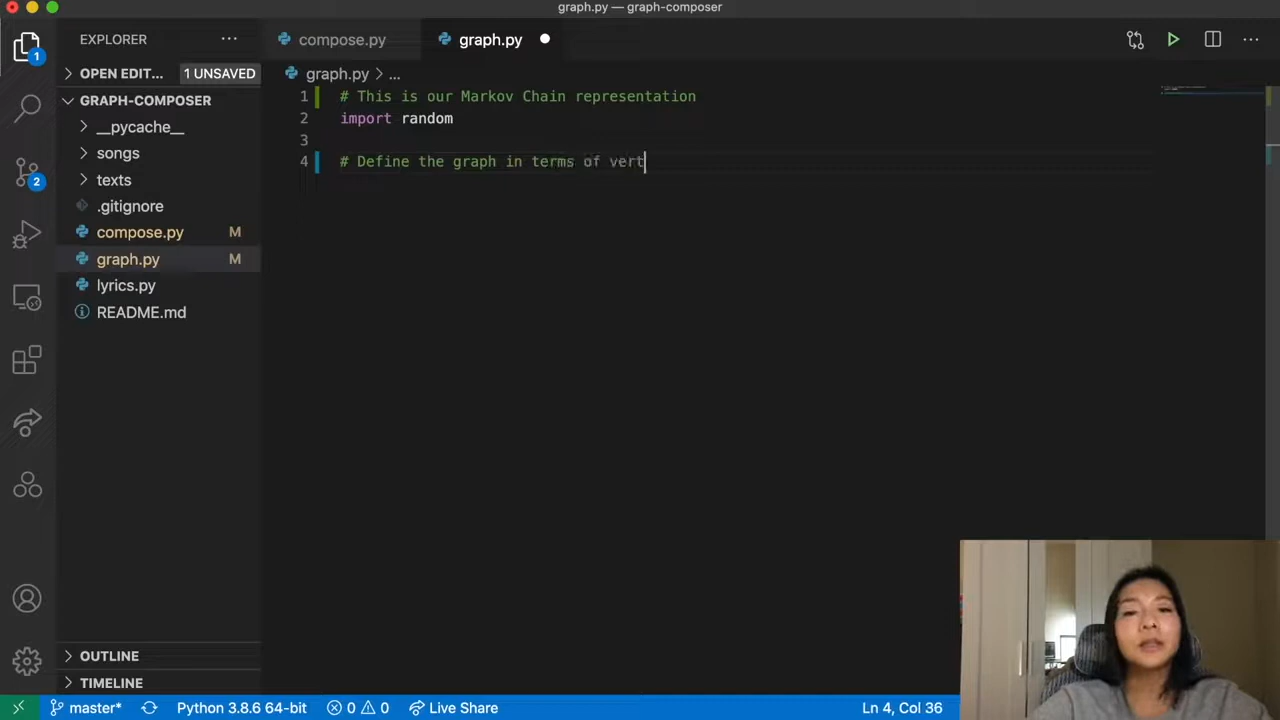 graph.py — graph-composer
EXPLORER
compose.py
graph.py
OPEN EDIT... 1 UNSAVED
graph.py > ...
GRAPH-COMPOSER
1 # This is our Markov Chain representation
2 import random
3
4 # Define the graph in terms of vert
__pycache__
songs
texts
.gitignore
compose.py M
graph.py M
lyrics.py
README.md
1
2
OUTLINE
TIMELINE
master* Python 3.8.6 64-bit 0 0 Live Share Ln 4, Col 36